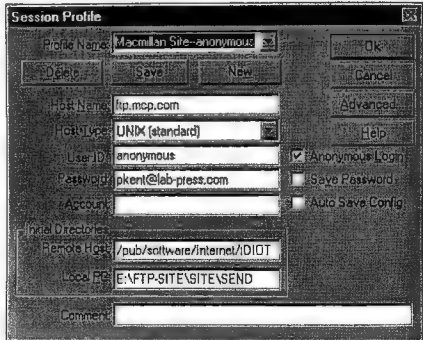 Session Profile
Profile Name: Macmillan Site--anonymous Ok
Delete Save New Cancel
Host Name: ftp.mcp.com Advanced
Host Type: UNIX (standard) Help
User ID: anonymous Anonymous Login
Password: pkent@lab-press.com Save Password
Account: Auto Save Config
Initial Directories
Remote Host: /pub/software/Internet/IDIOT
Local PC: E:\FTP-SITE\SITE\SEND
Comment: